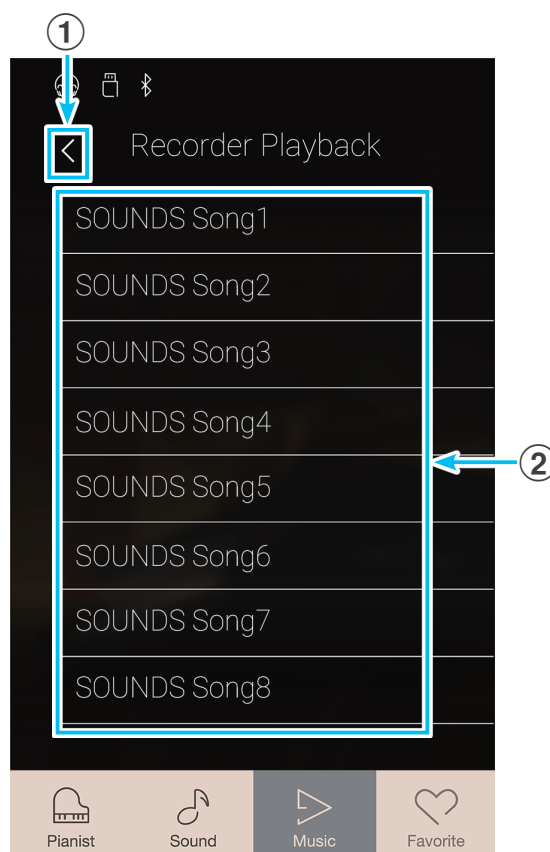 1
Recorder Playback
SOUNDS Song1
SOUNDS Song2
SOUNDS Song3
SOUNDS Song4
2
SOUNDS Song5
SOUNDS Song6
SOUNDS Song7
SOUNDS Song8
Pianist Sound Music Favorite